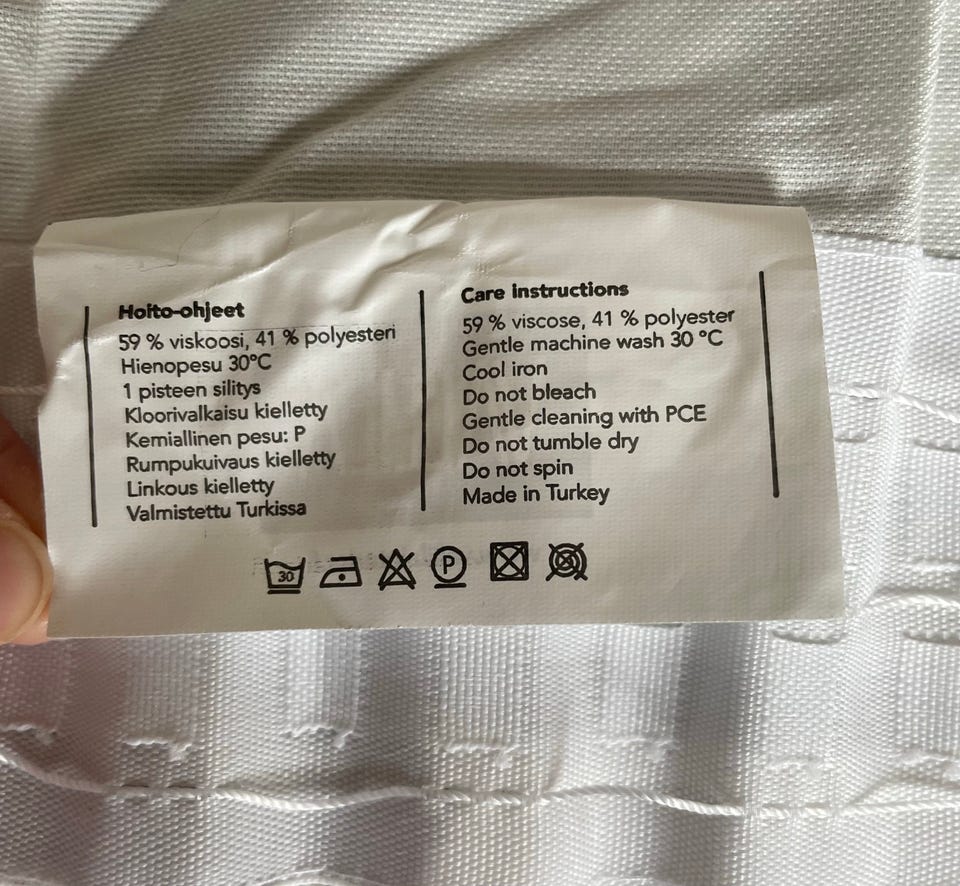 Hoito-ohjeet
59 % viskoosi, 41 % polyesteri
Hienopesu 30°C
1 pisteen silitys
Kloorivalkaisu kielletty
Kemiallinen pesu: P
Rumpukuivaus kielletty
Linkous kielletty
Valmistettu Turkissa
Care instructions
59 % viscose, 41 % polyester
Gentle machine wash 30 ºC
Cool iron
Do not bleach
Gentle cleaning with PCE
Do not tumble dry
Do not spin
Made in Turkey
30 P